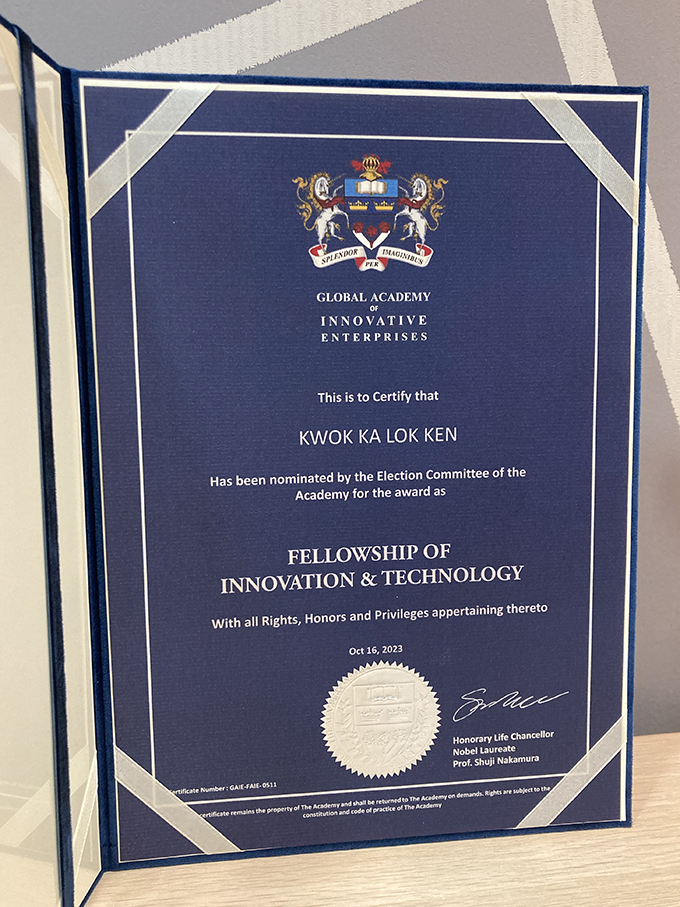 SPLENDOR PER IMAGINIBUS
GLOBAL ACADEMY
OF
INNOVATIVE
ENTERPRISES
This is to Certify that
KWOK KA LOK KEN
Has been nominated by the Election Committee of the
Academy for the award as
FELLOWSHIP OF
INNOVATION & TECHNOLOGY
With all Rights, Honors and Privileges appertaining thereto
Oct 16, 2023
Honorary Life Chancellor
Nobel Laureate
Prof. Shuji Nakamura
Number : GAIE-FAIE- 0511
certificate remains the property of The Academy and shall be returned to The Academy on demands. Rights are subject to the
constitution and code of practice of The Academy